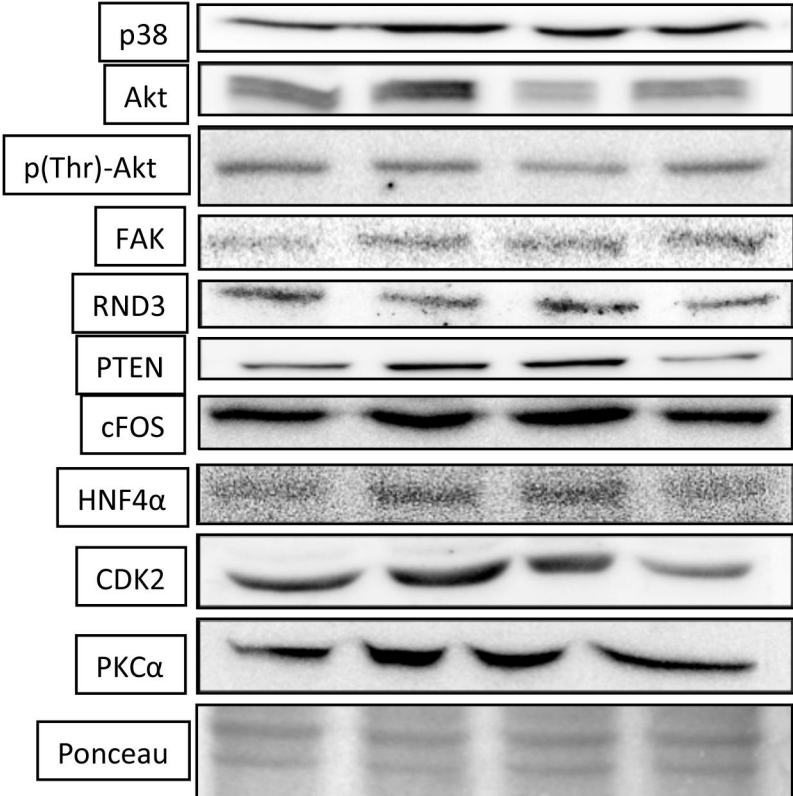 p38
Akt
p(Thr)-Akt
FAK
RND3
PTEN
cFOS
HNF4α
CDK2
PKCα
Ponceau